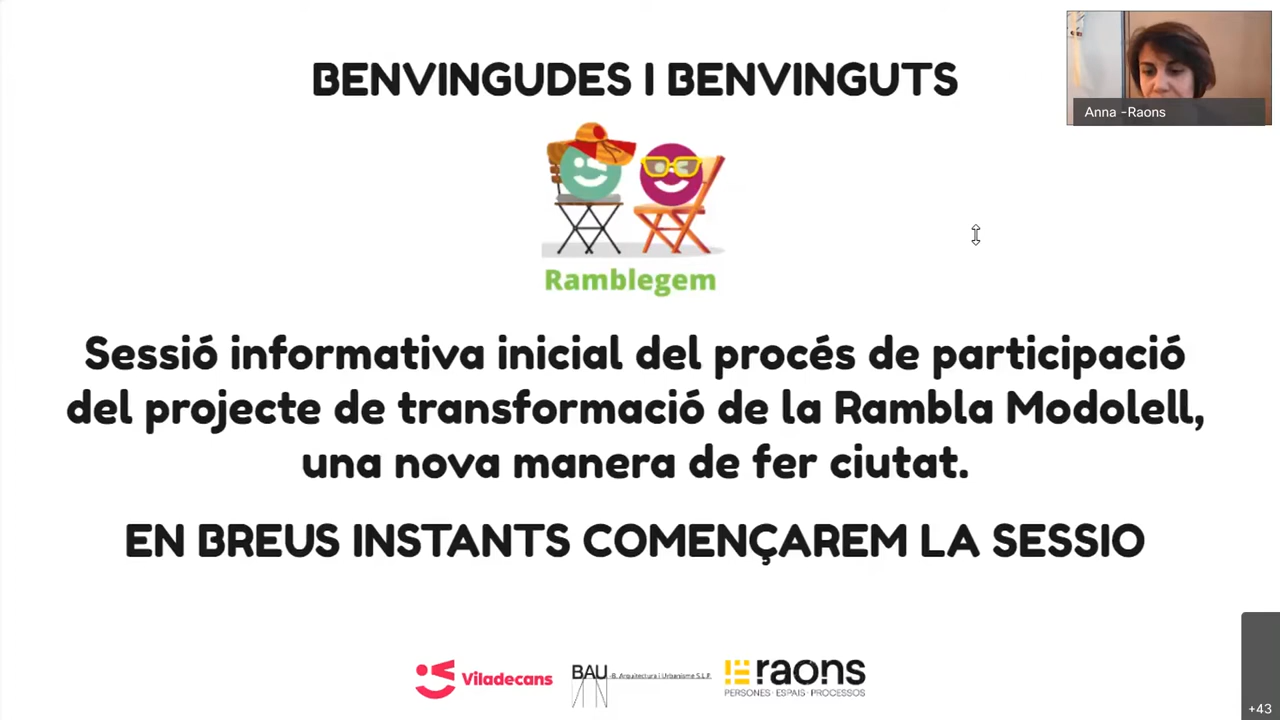 BENVINGUDES I BENVINGUTS
Anna -Raons
Ramblegem
Sessió informativa inicial del procés de participació
del projecte de transformació de la Rambla Modolell,
una nova manera de fer ciutat.
EN BREUS INSTANTS COMENÇAREM LA SESSIO
Viladecans
BAU
-B. Arquitectura i Urbanisme S.L.P.
raons
PERSONES · ESPAIS · PROCESSOS
+43